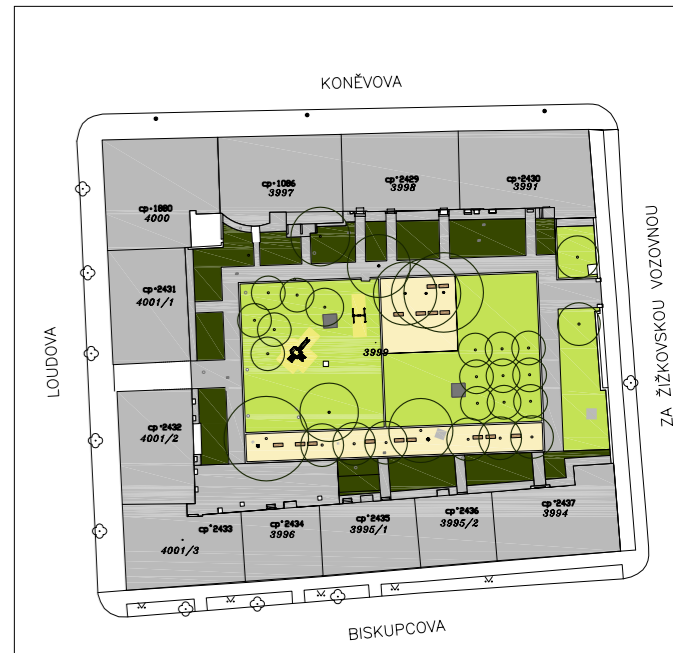 KONĚVOVA
cp.1086
3997
cp.2429
3998
cp.2430
3991
cp.1880
4000
cp.2431
4001/1
3999
LOUDOVA
ZA ŽIŽKOVSKOU VOZOVNOU
cp.2432
4001/2
cp.2433
4001/3
cp.2434
3996
cp.2435
3995/1
cp.2436
3995/2
cp.2437
3994
BISKUPCOVA